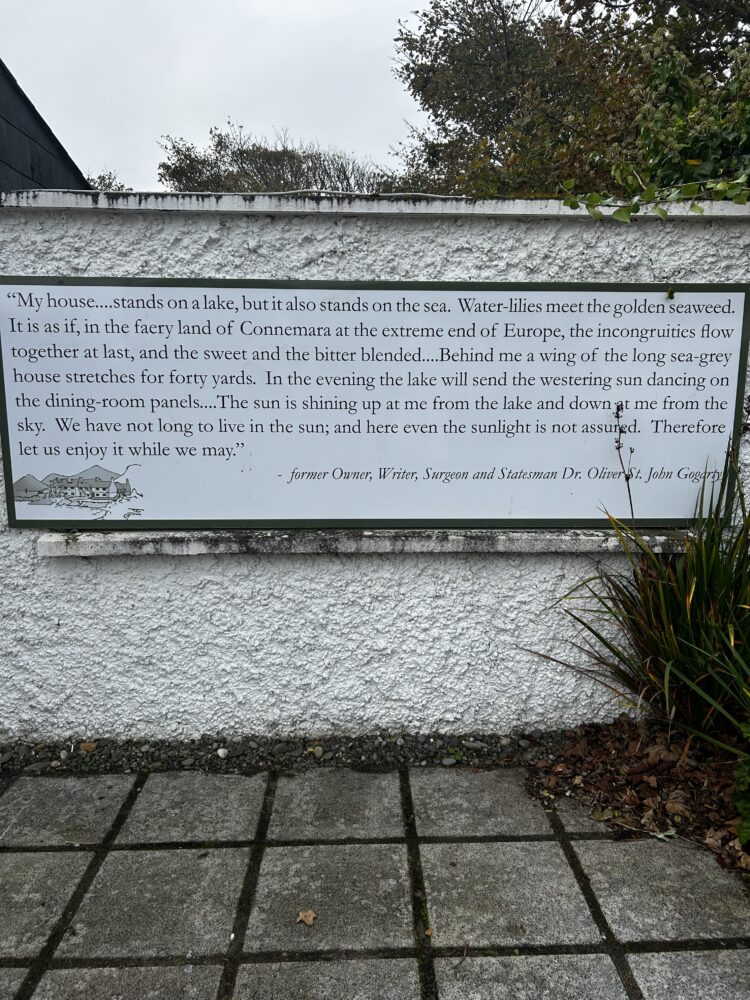 “My house....stands on a lake, but it also stands on the sea. Water-lilies meet the golden seaweed.
It is as if, in the faery land of Connemara at the extreme end of Europe, the incongruities flow
together at last, and the sweet and the bitter blended....Behind me a wing of the long sea-grey
house stretches for forty yards. In the evening the lake will send the westering sun dancing on
the dining-room panels....The sun is shining up at me from the lake and down at me from the
sky. We have not long to live in the sun; and here even the sunlight is not assured. Therefore
let us enjoy it while we may.”
- former Owner, Writer, Surgeon and Statesman Dr. Oliver St. John Gogarty